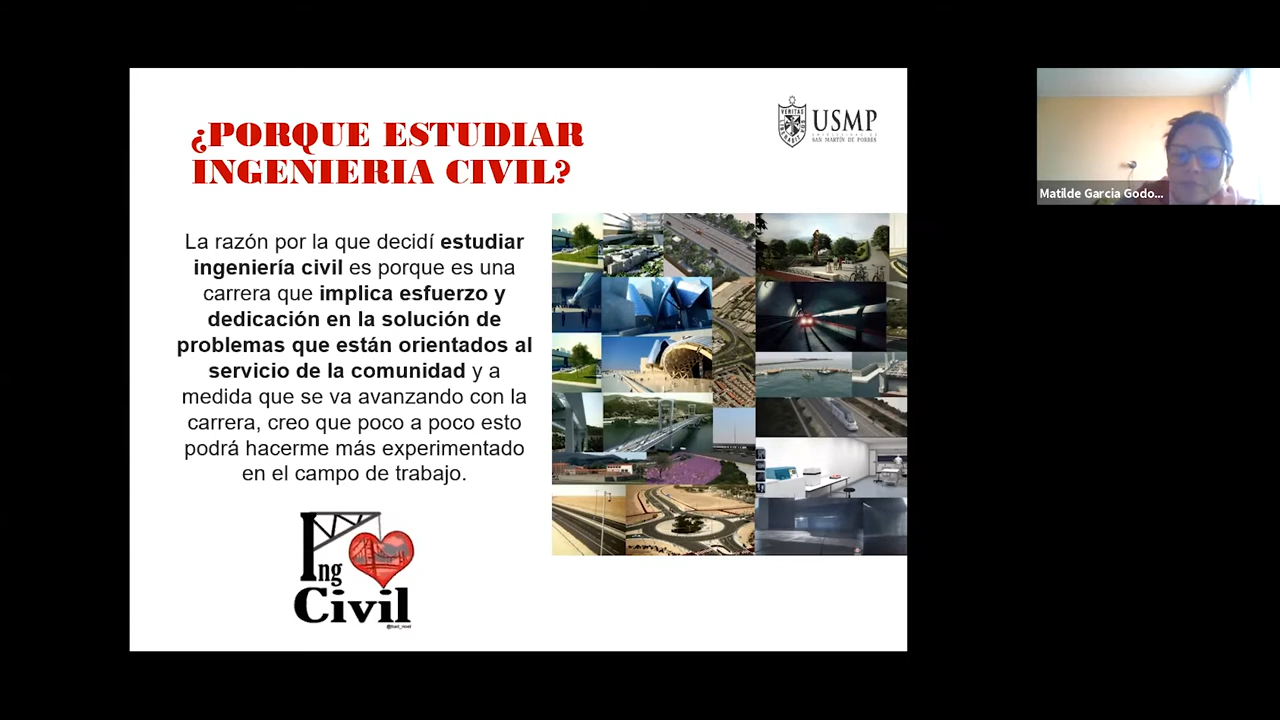 ¿PORQUE ESTUDIAR
INGENIERIA CIVIL?
USMP
SAN MARTÍN DE PORRES
VERITAS
La razón por la que decidí estudiar
ingeniería civil es porque es una
carrera que implica esfuerzo y
dedicación en la solución de
problemas que están orientados al
servicio de la comunidad y a
medida que se va avanzando con la
carrera, creo que poco a poco esto
podrá hacerme más experimentado
en el campo de trabajo.
Ing
Civil
Matilde Garcia Godo...